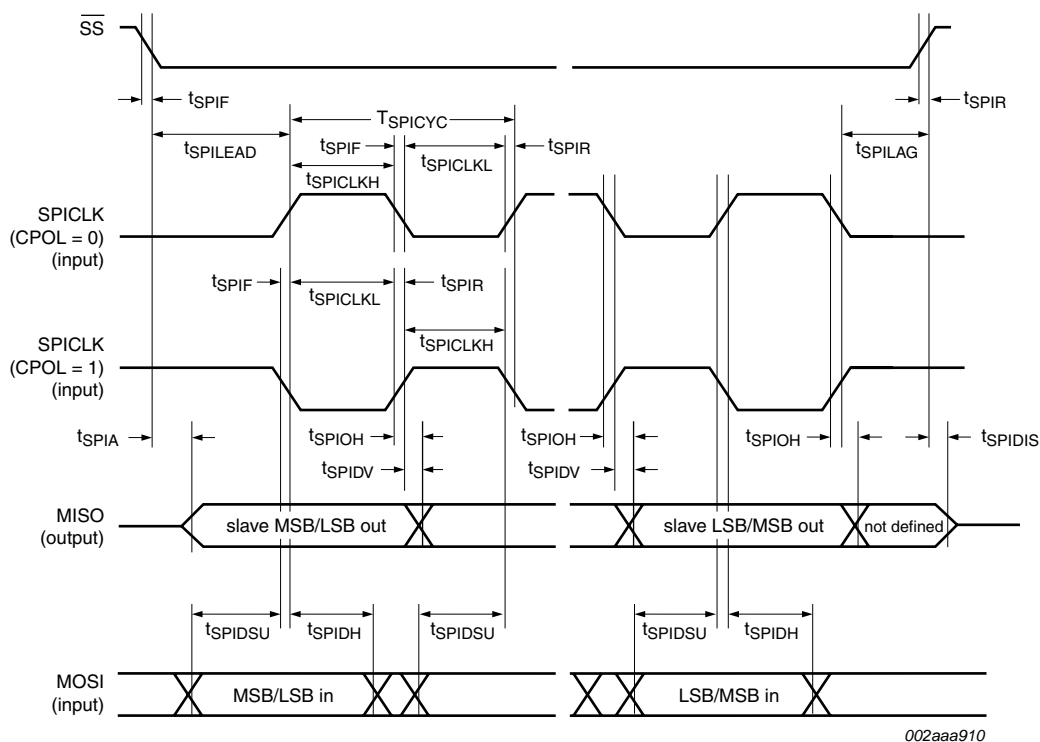 SS
tSPIF
tSPIR
TSPICYC
tSPILEAD
tSPIF
tSPICLKL
tSPIR
tSPILAG
tSPICLKH
SPICLK
(CPOL = 0)
(input)
tSPIF
tSPICLKL
tSPIR
tSPICLKH
SPICLK
(CPOL = 1)
(input)
tSPIA
tSPIOH
tSPIOH
tSPIOH
tSPIDIS
tSPIDV
tSPIDV
MISO
(output)
slave MSB/LSB out
slave LSB/MSB out
not defined
tSPIDSU
tSPIDH
tSPIDSU
tSPIDSU
tSPIDH
MOSI
(input)
MSB/LSB in
LSB/MSB in
002aaa910